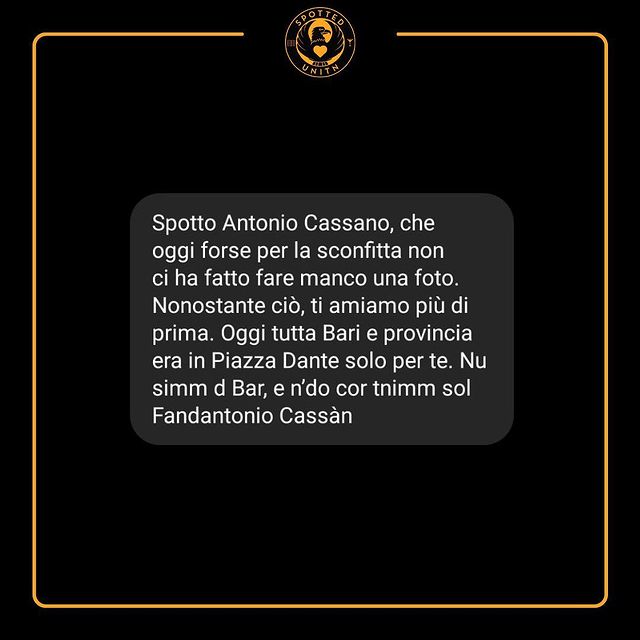 SPOTTED
UNITN
Spotto Antonio Cassano, che
oggi forse per la sconfitta non
ci ha fatto fare manco una foto.
Nonostante ciò, ti amiamo più di
prima. Oggi tutta Bari e provincia
era in Piazza Dante solo per te. Nu
simm d Bar, e n’do cor tnimm sol
Fandantonio Cassàn